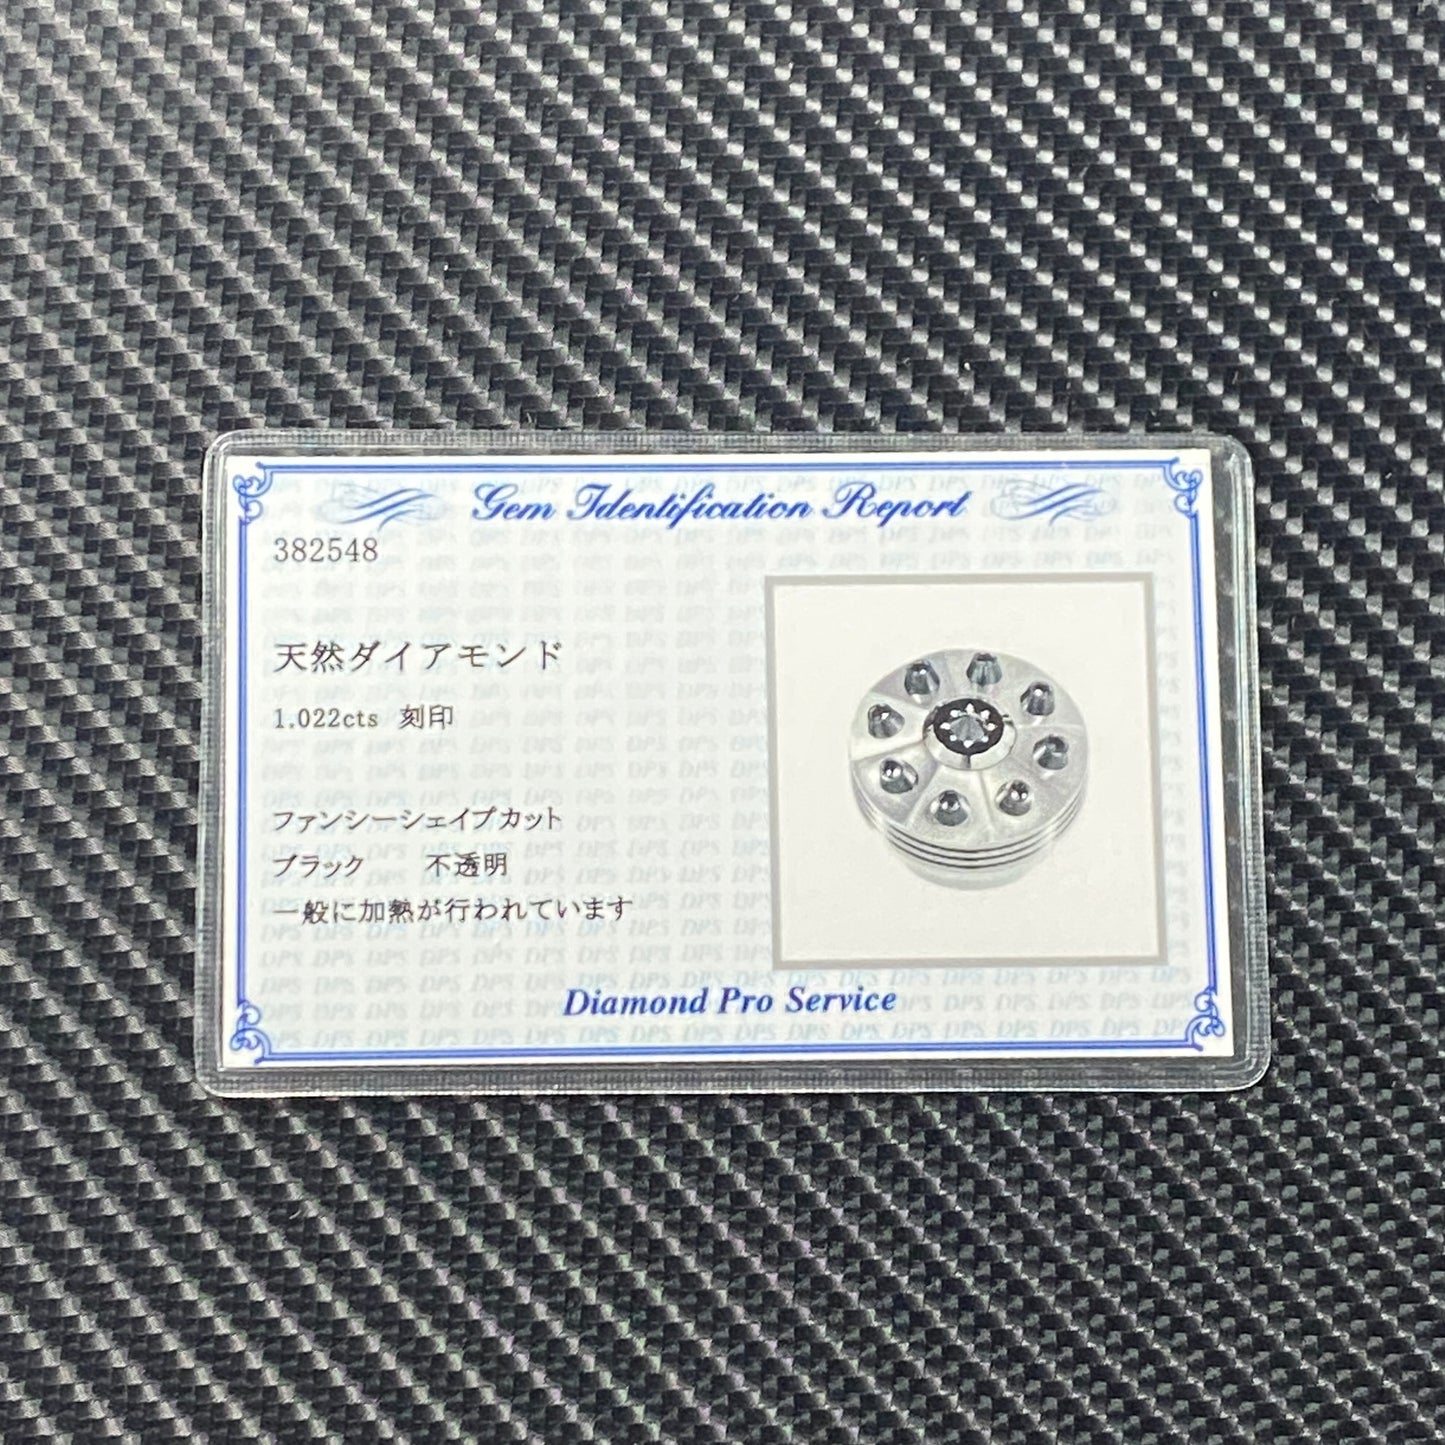 Gem Identification Report
382548
天然ダイアモンド
1.022cts 刻印
ファンシーシェイプカット
ブラック 不透明
一般に加熱が行われています
Diamond Pro Service